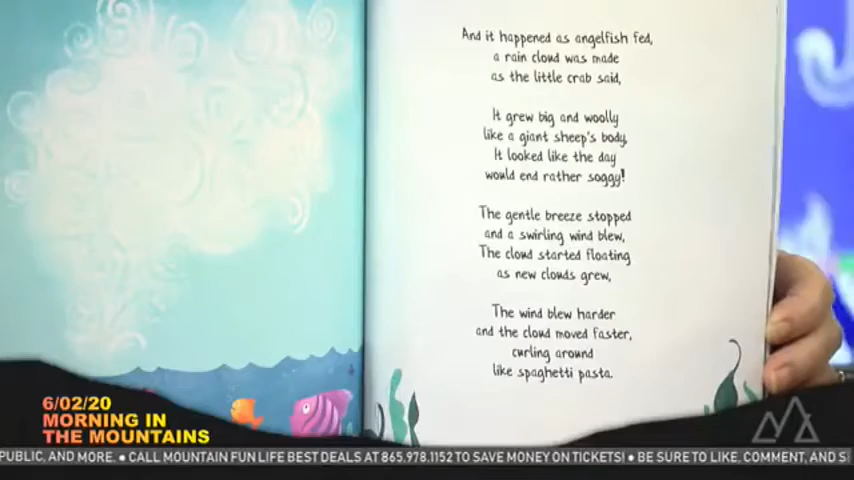 And it happened as angelfish fed,
a rain cloud was made
as the little crab said,
It grew big and woolly
like a giant sheep's body,
It looked like the day
would end rather soggy!
The gentle breeze stopped
and a swirling wind blew,
The cloud started floating
as new clouds grew,
The wind blew harder
and the cloud moved faster,
curling around
like spaghetti pasta.
6/02/20
MORNING IN
THE MOUNTAINS
PUBLIC, AND MORE. ● CALL MOUNTAIN FUN LIFE BEST DEALS AT 865.978.1152 TO SAVE MONEY ON TICKETS! ● BE SURE TO LIKE, COMMENT, AND S